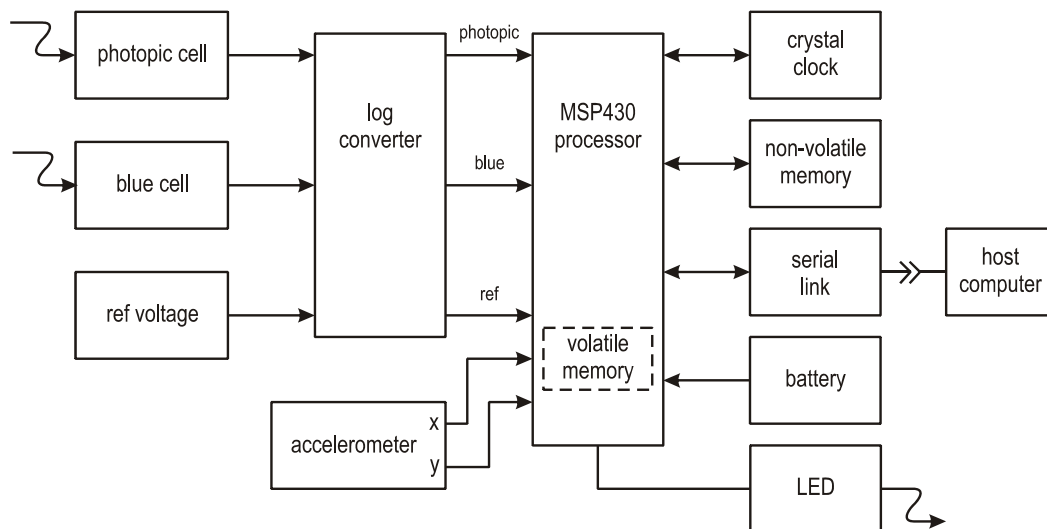 photopic cell
blue cell
ref voltage
log
converter
photopic
blue
ref
MSP430
processor
volatile
memory
accelerometer
x
y
crystal
clock
non-volatile
memory
serial
link
host
computer
battery
LED